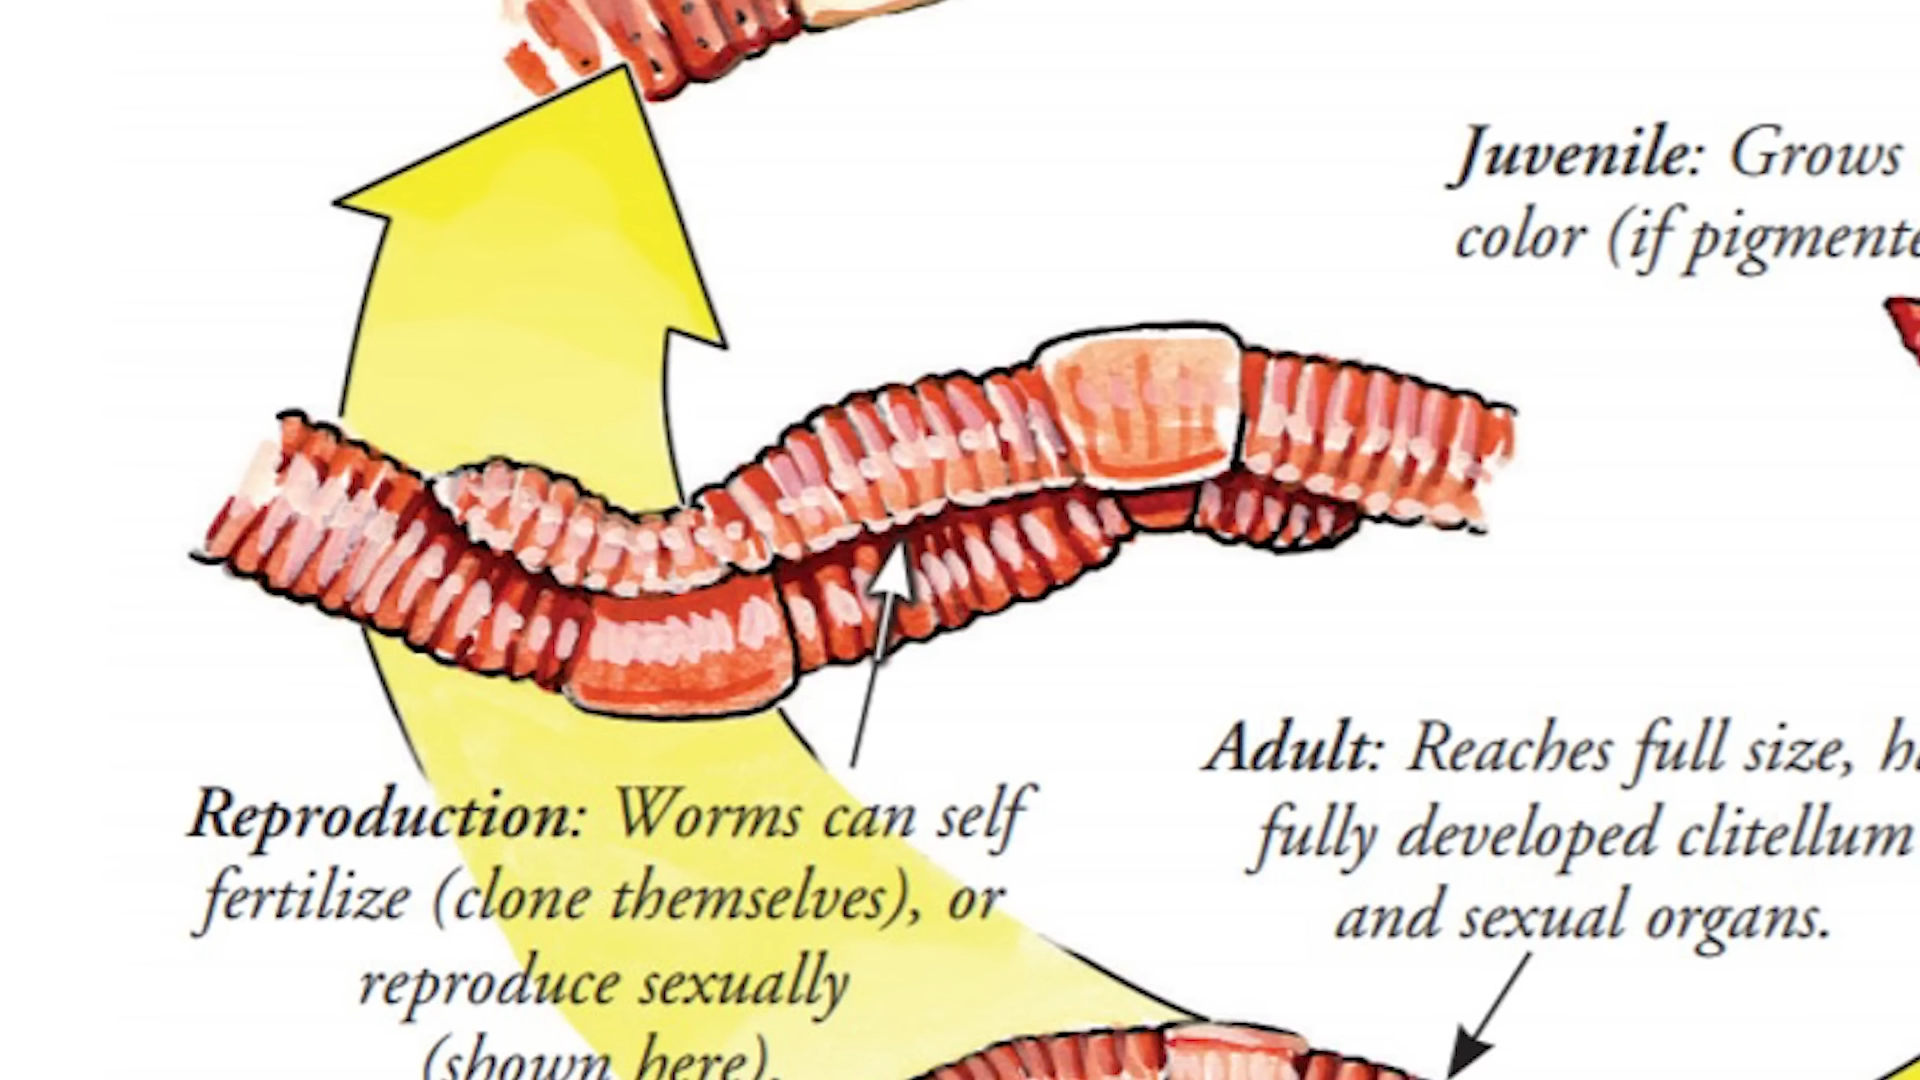 Juvenile: Grows
color (if pigmente
Reproduction: Worms can self
fertilize (clone themselves), or
reproduce sexually
(shown here).
Adult: Reaches full size, ha
fully developed clitellum
and sexual organs.